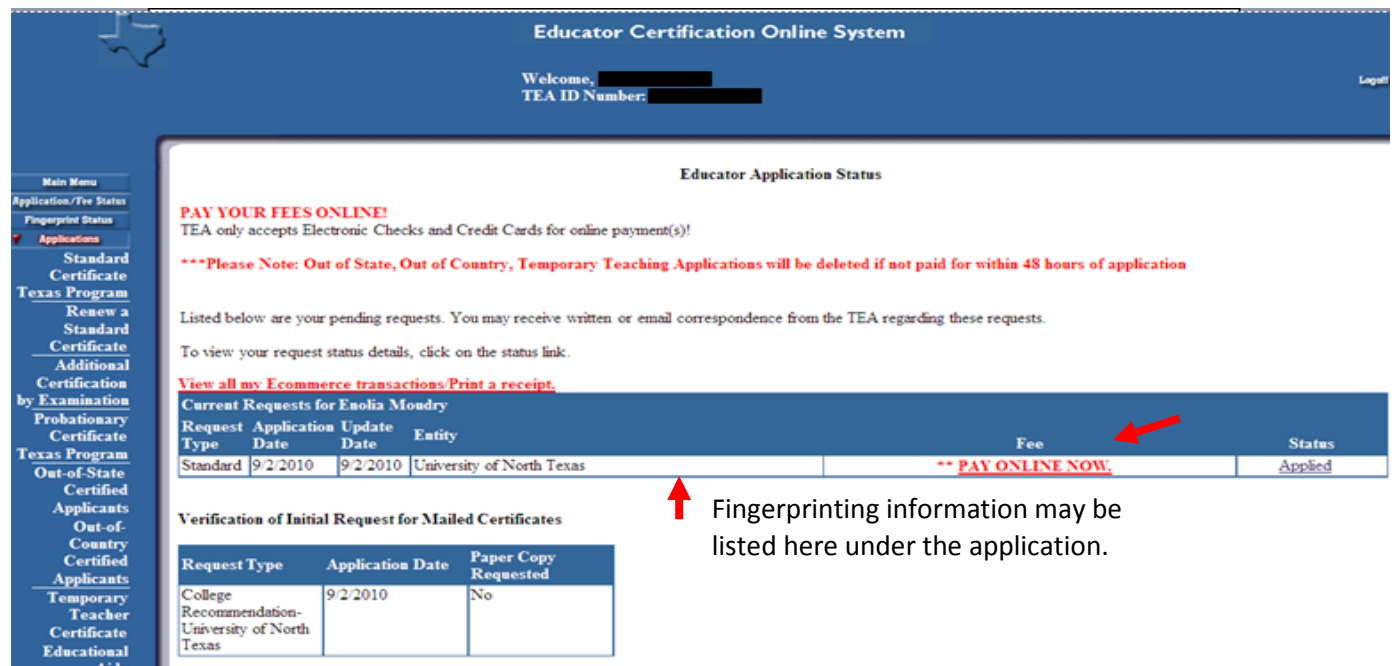 Educator Certification Online System
Welcome,
TEA ID Number:
Logoff
Main Menu
Application/Fee Status
Fingerprint Status
Applications
Standard
Certificate
Texas Program
Renew a
Standard
Certificate
Additional
Certification
by Examination
Probationary
Certificate
Texas Program
Out-of-State
Certified
Applicants
Out-of-
Country
Certified
Applicants
Temporary
Teacher
Certificate
Educational
Educator Application Status
PAY YOUR FEES ONLINE!
TEA only accepts Electronic Checks and Credit Cards for online payment(s)!
***Please Note: Out of State, Out of Country, Temporary Teaching Applications will be deleted if not paid for within 48 hours of application
Listed below are your pending requests. You may receive written or email correspondence from the TEA regarding these requests.
To view your request status details, click on the status link.
View all my Ecommerce transactions/Print a receipt.
Current Requests for Enolia Moudry
Request Type Application Date Update Date Entity Fee Status
Standard 9/2/2010 9/2/2010 University of North Texas ** PAY ONLINE NOW. Applied
Fingerprinting information may be
listed here under the application.
Verification of Initial Request for Mailed Certificates
Request Type Application Date Paper Copy Requested
College 9/2/2010 No
Recommendation-
University of North
Texas